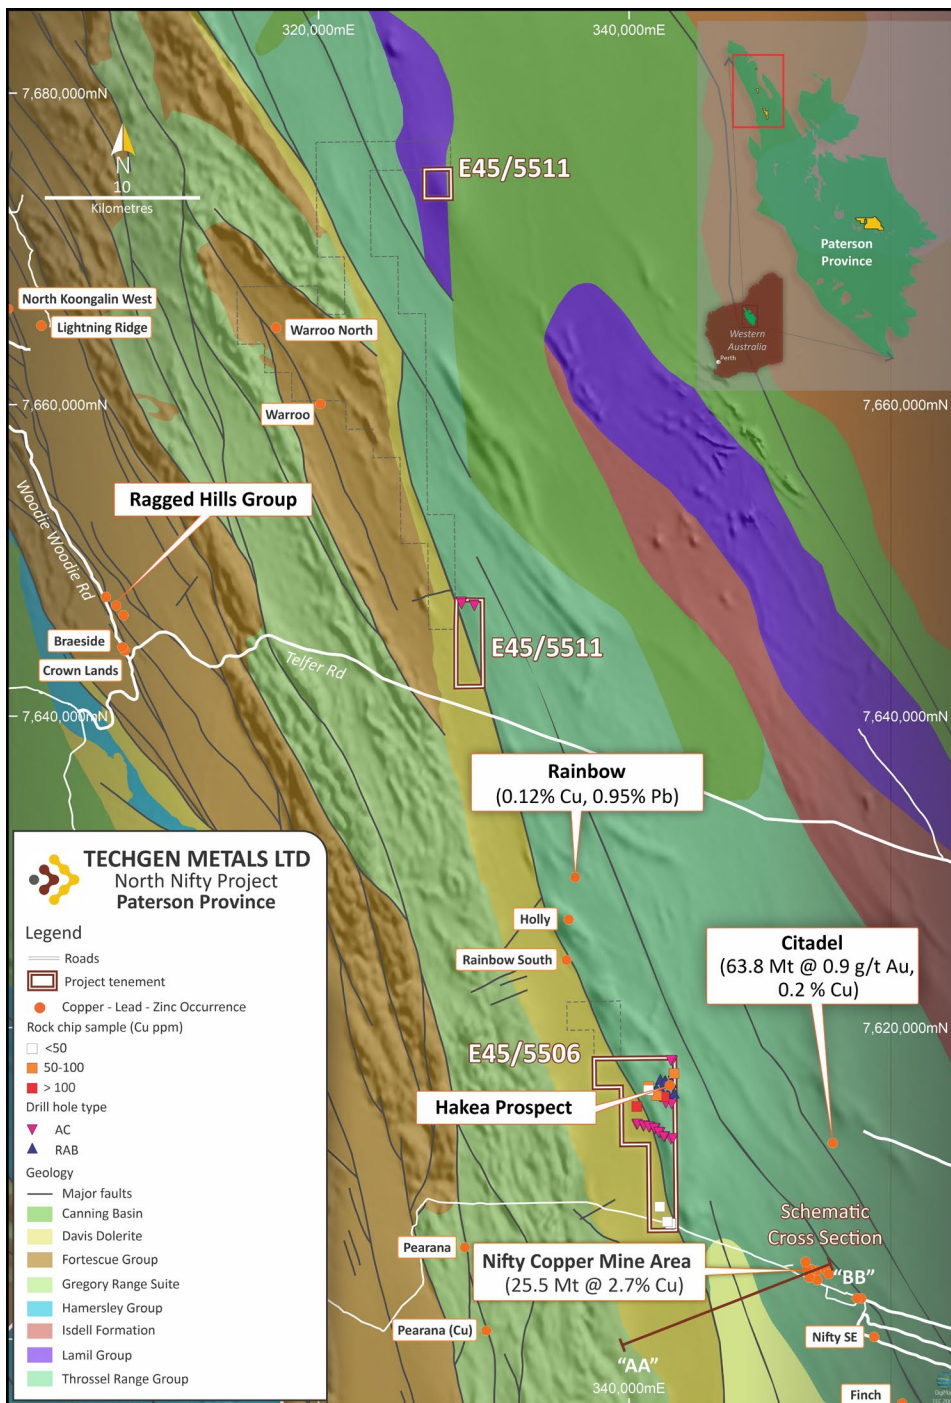 320,000mE
340,000mE
7,680,000mN
N
10
Kilometres
E45/5511
Paterson
Province
Western
Australia
Perth
North Koongalin West
Lightning Ridge
Warroo North
Warroo
7,660,000mN
7,660,000mN
Ragged Hills Group
Woodie Woodie Rd
Braeside
Crown Lands
Telfer Rd
E45/5511
7,640,000mN
7,640,000mN
Rainbow
(0.12% Cu, 0.95% Pb)
Holly
Rainbow South
Citadel
(63.8 Mt @ 0.9 g/t Au,
0.2 % Cu)
7,620,000mN
E45/5506
Hakea Prospect
Schematic
Cross Section
Pearana
Nifty Copper Mine Area
(25.5 Mt @ 2.7% Cu)
“BB”
Pearana (Cu)
Nifty SE
“AA”
340,000mE
Finch
TECHGEN METALS LTD
North Nifty Project
Paterson Province
Legend
Roads
Project tenement
Copper - Lead - Zinc Occurrence
Rock chip sample (Cu ppm)
<50
50-100
> 100
Drill hole type
AC
RAB
Geology
Major faults
Canning Basin
Davis Dolerite
Fortescue Group
Gregory Range Suite
Hamersley Group
Isdell Formation
Lamil Group
Throssel Range Group